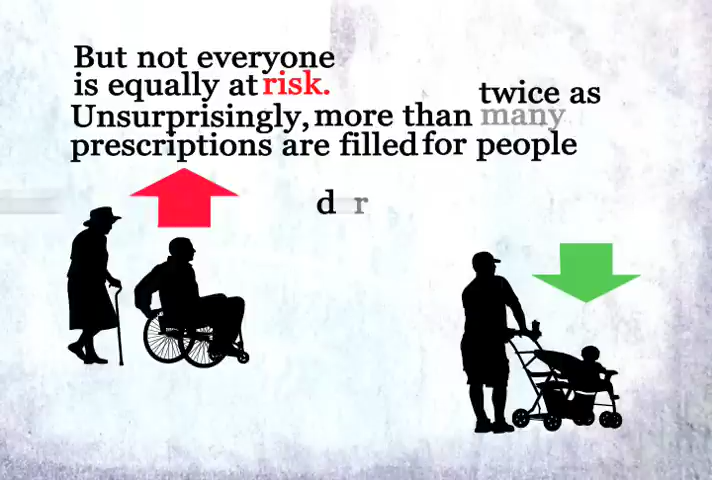 But not everyone
is equally at risk.
twice as
Unsurprisingly, more than many
prescriptions are filled for people
d r